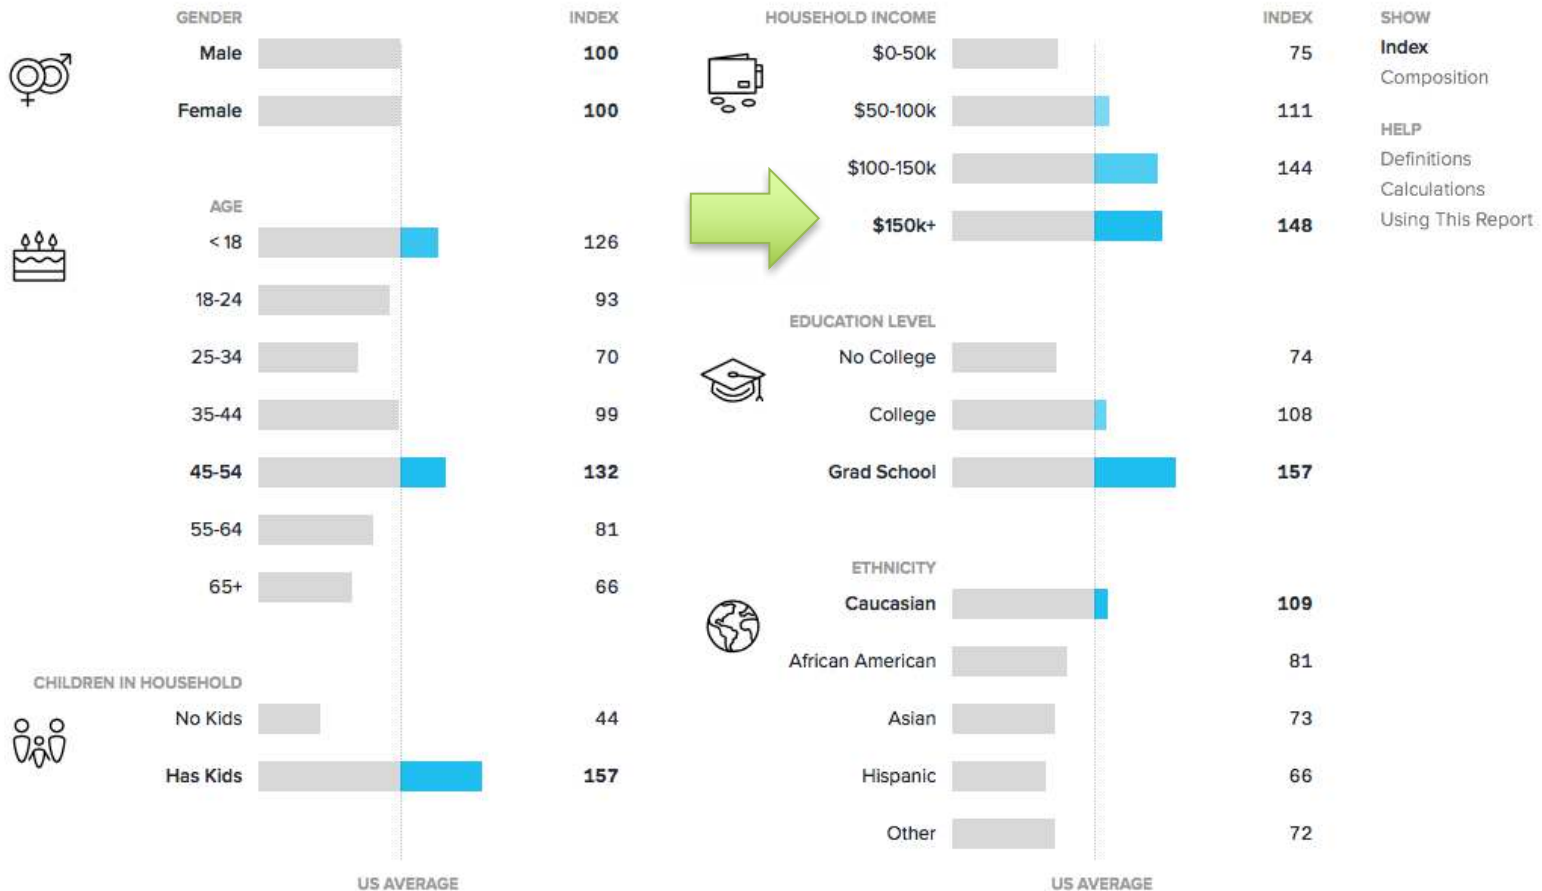 GENDER INDEX
Male 100
Female 100
AGE
< 18 126
18-24 93
25-34 70
35-44 99
45-54 132
55-64 81
65+ 66
CHILDREN IN HOUSEHOLD
No Kids 44
Has Kids 157
US AVERAGE
HOUSEHOLD INCOME INDEX
$0-50k 75
$50-100k 111
$100-150k 144
$150k+ 148
EDUCATION LEVEL
No College 74
College 108
Grad School 157
ETHNICITY
Caucasian 109
African American 81
Asian 73
Hispanic 66
Other 72
US AVERAGE
SHOW
Index
Composition
HELP
Definitions
Calculations
Using This Report